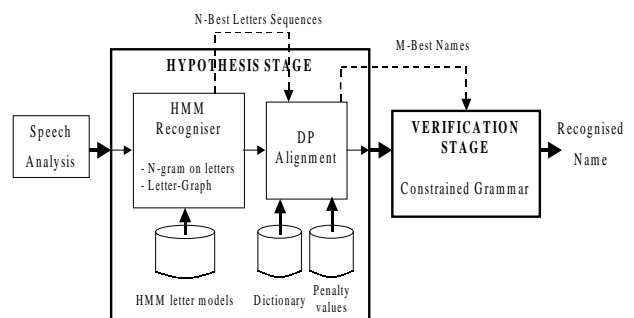 N-Best Letters Sequences
M-Best Names
HYPOTHESIS STAGE
Speech
Analysis
HMM
Recogniser
- N-gram on letters
- Letter-Graph
DP
Alignment
VERIFICATION
STAGE
Constrained Grammar
Recognised
Name
HMM letter models
Dictionary
Penalty
values